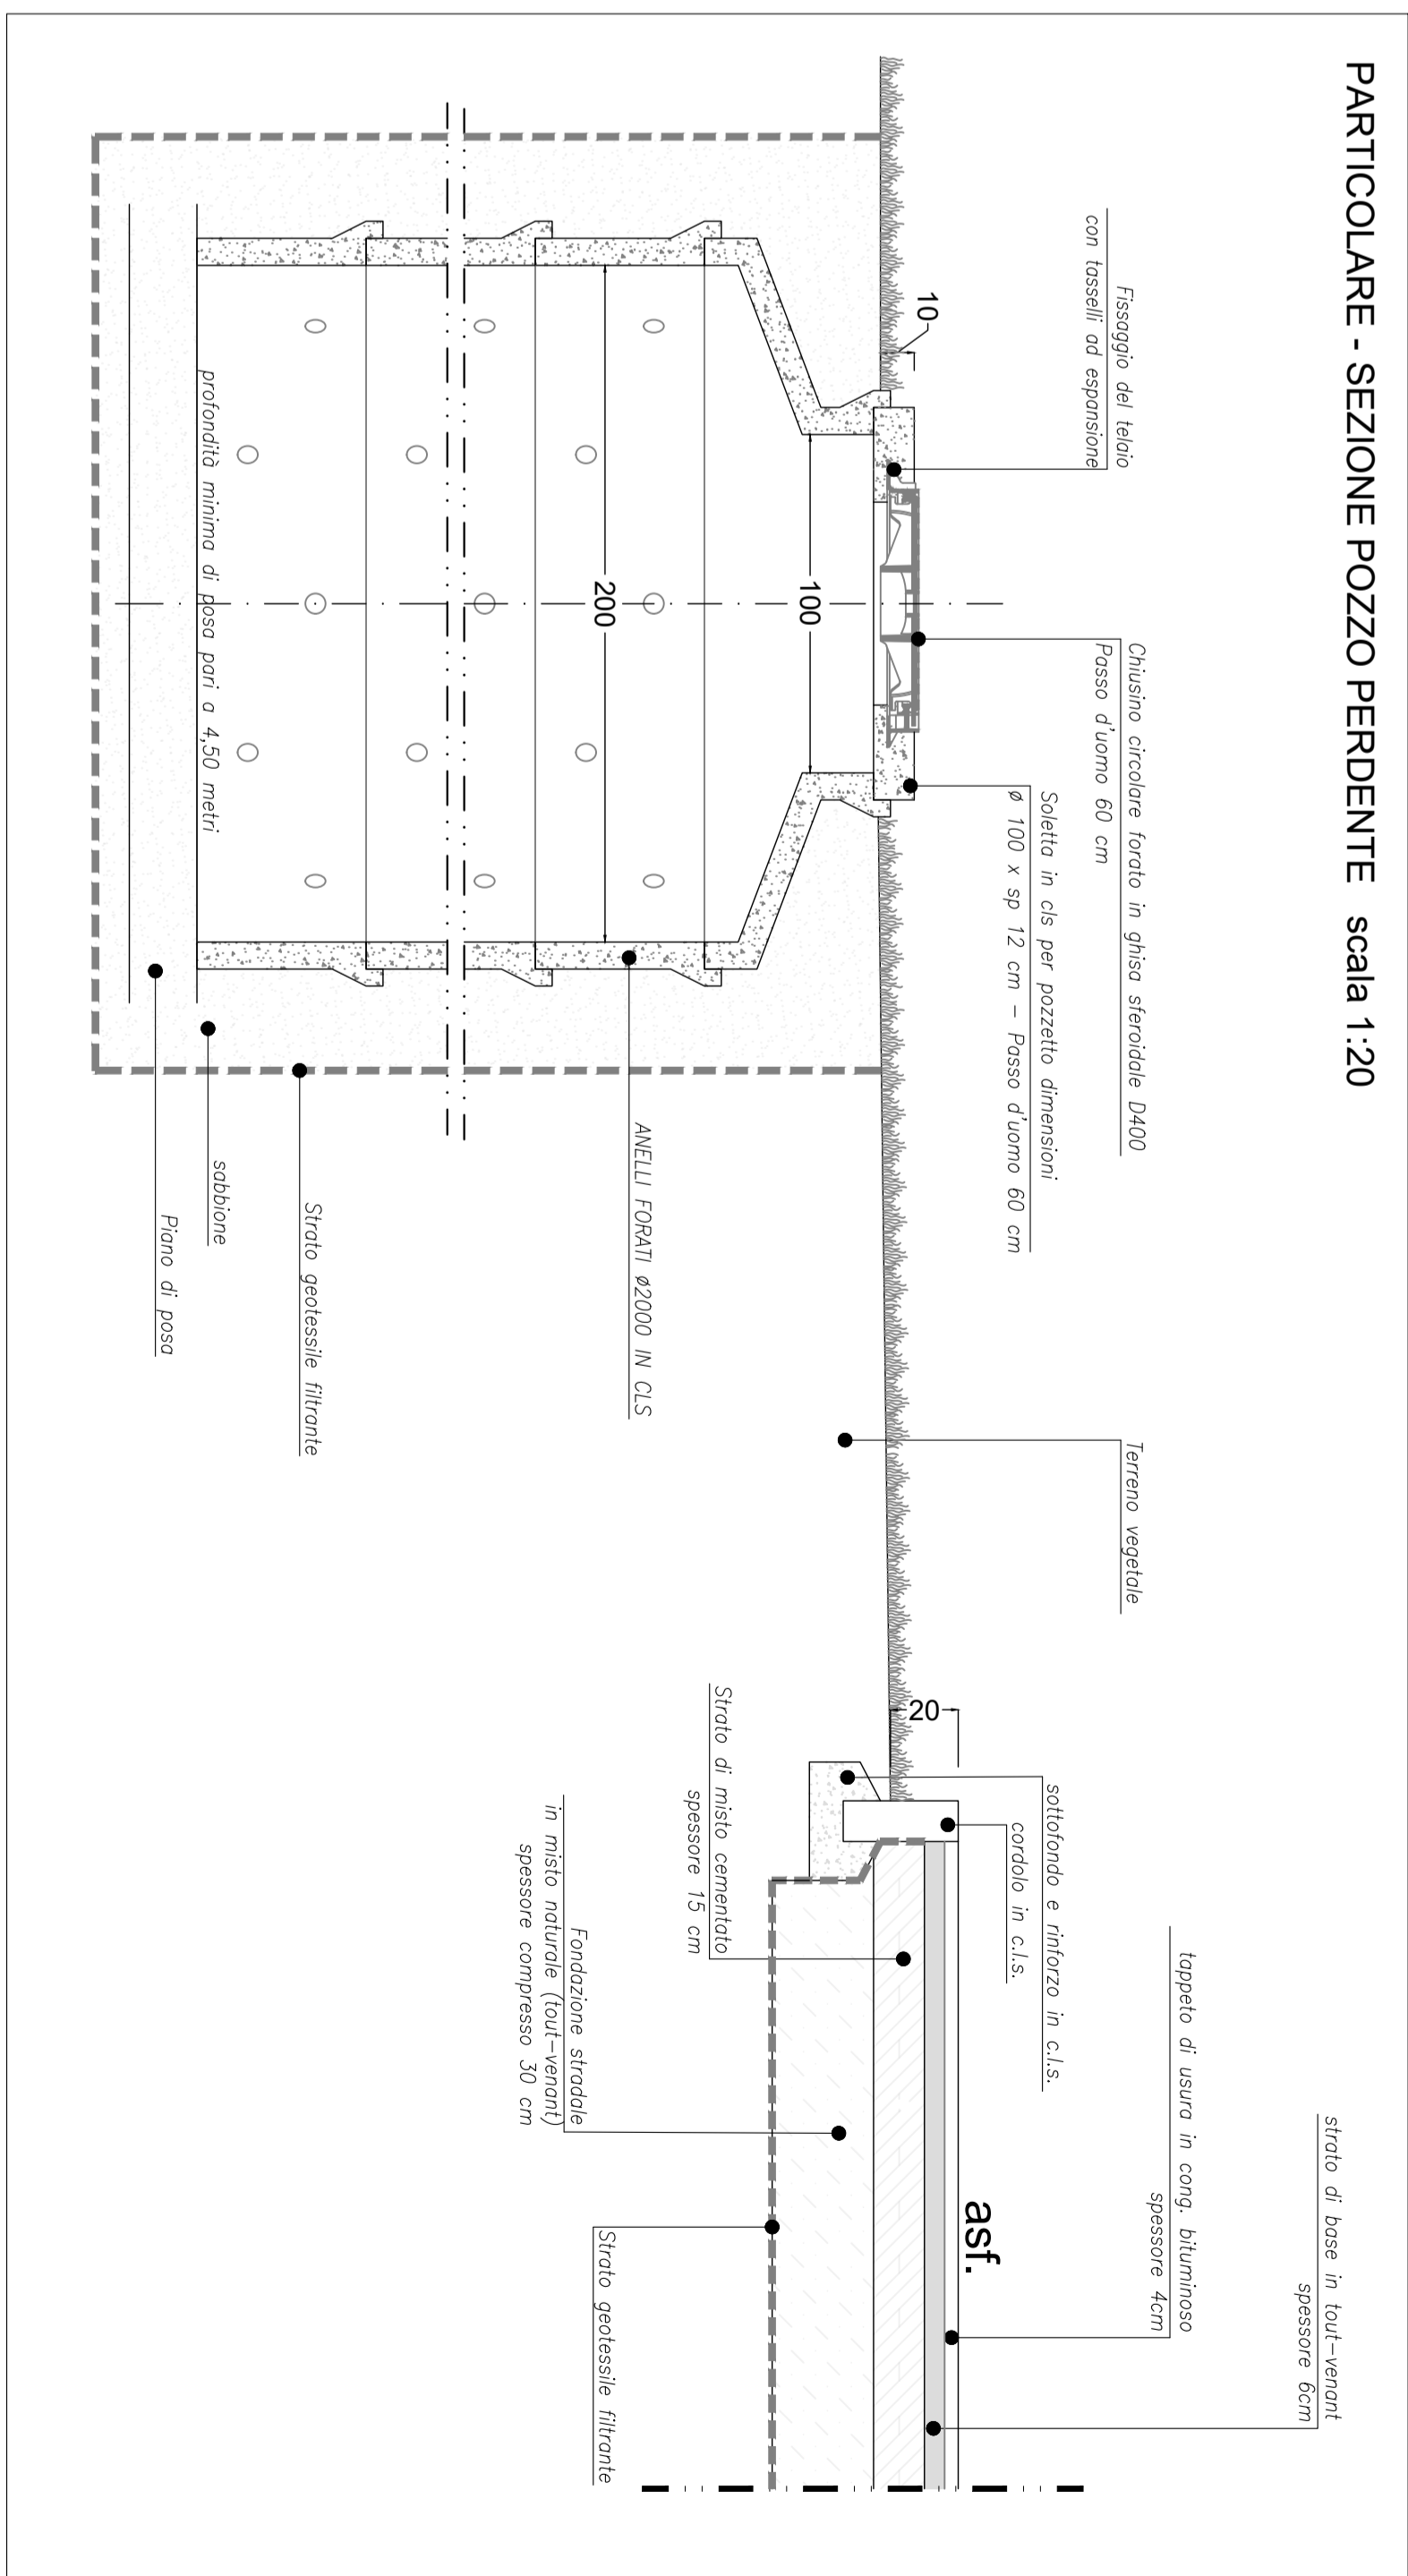 PARTICOLARE - SEZIONE POZZO PERDENTE scala 1:20
Fissaggio del telaio
con tasselli ad espansione
10
Chiusino circolare forato in ghisa sferoidale D400
Passo d'uomo 60 cm
Soletta in cls per pozzetto dimensioni
ø 100 x sp 12 cm – Passo d'uomo 60 cm
100
200
profondità minima di posa pari a 4,50 metri
ANELLI FORATI ø2000 IN CLS
Strato geotessile filtrante
sabbione
Piano di posa
Terreno vegetale
20
strato di base in tout-venant
spessore 6cm
tappeto di usura in cong. bituminoso
spessore 4cm
asf.
sottofondo e rinforzo in c.l.s.
cordolo in c.l.s.
Strato di misto cementato
spessore 15 cm
Fondazione stradale
in misto naturale (tout-venant)
spessore compresso 30 cm
Strato geotessile filtrante